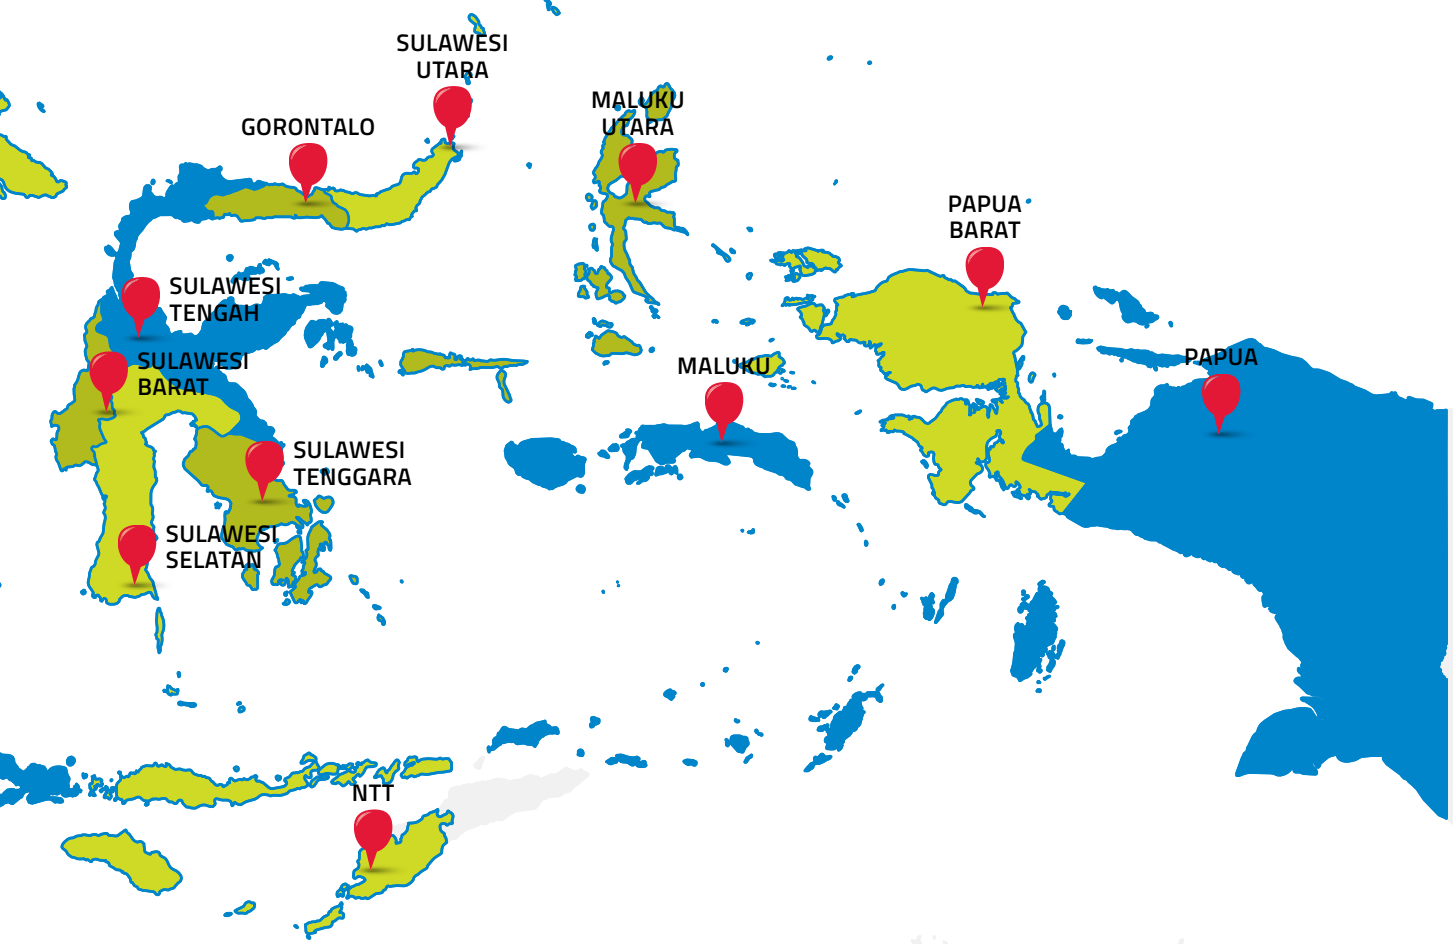 SULAWESI
UTARA
MALUKU
UTARA
GORONTALO
PAPUA
BARAT
SULAWESI
TENGAH
SULAWESI
BARAT
MALUKU
PAPUA
SULAWESI
TENGGARA
SULAWESI
SELATAN
NTT